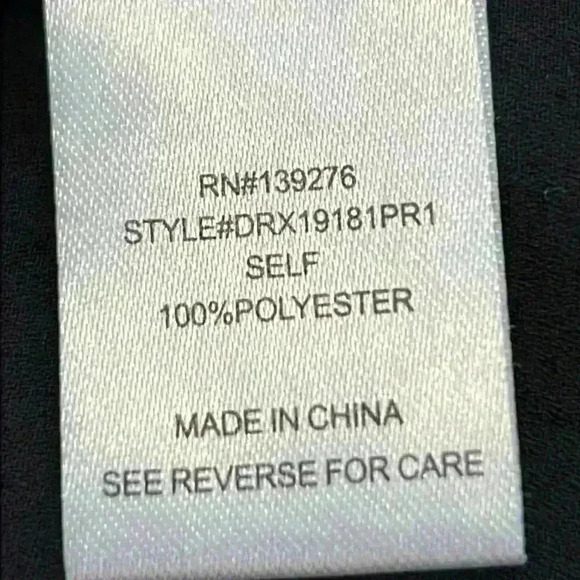 RN#139276
STYLE#DRX19181PR1
SELF
100%POLYESTER
MADE IN CHINA
SEE REVERSE FOR CARE